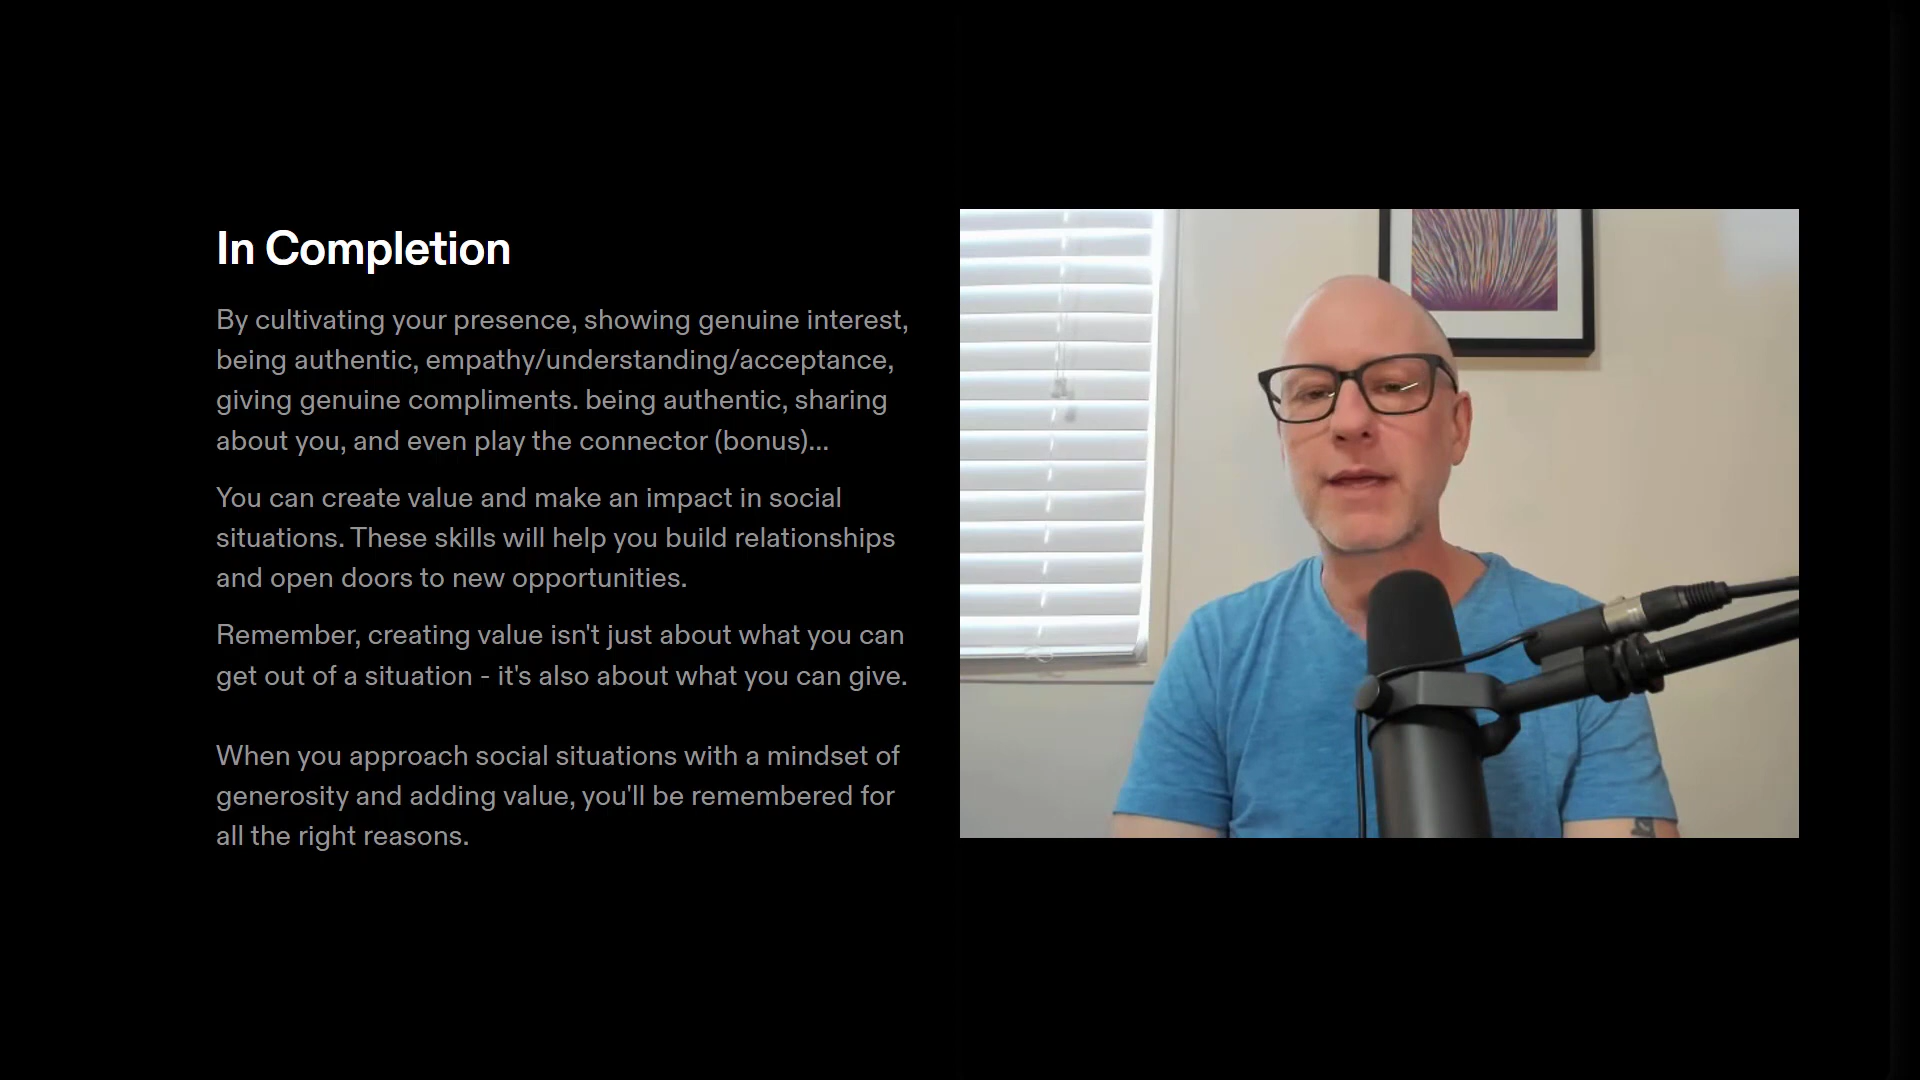 In Completion
By cultivating your presence, showing genuine interest,
being authentic, empathy/understanding/acceptance,
giving genuine compliments. being authentic, sharing
about you, and even play the connector (bonus)...
You can create value and make an impact in social
situations. These skills will help you build relationships
and open doors to new opportunities.
Remember, creating value isn't just about what you can
get out of a situation - it's also about what you can give.
When you approach social situations with a mindset of
generosity and adding value, you'll be remembered for
all the right reasons.